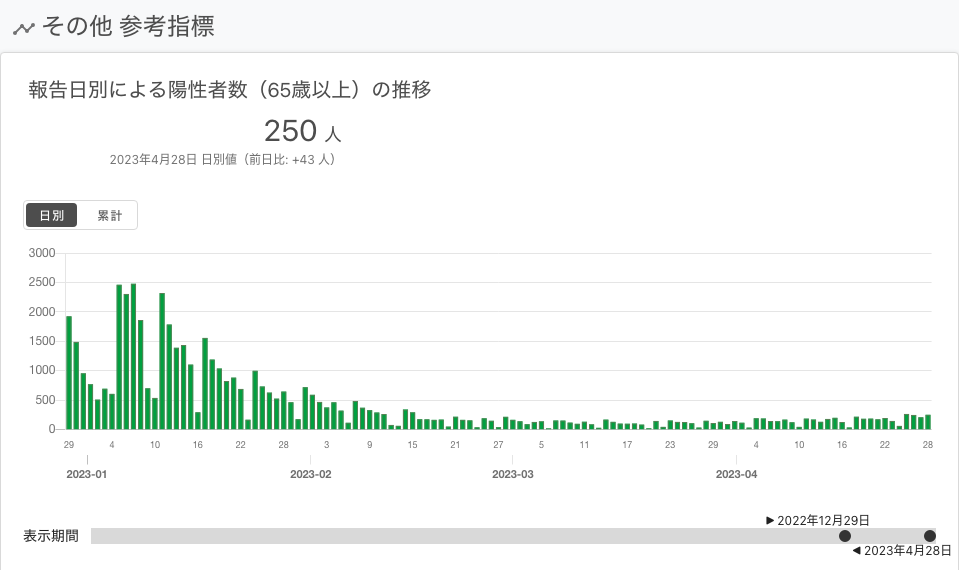 その他 参考指標
報告日別による陽性者数（65歳以上）の推移
250 人
2023年4月28日 日別値（前日比: +43 人）
日別 累計
3000
2500
2000
1500
1000
500
0
29 4 10 16 22 28 3 9 15 21 27 5 11 17 23 29 4 10 16 22 28
2023-01 2023-02 2023-03 2023-04
▶ 2022年12月29日
表示期間
◀ 2023年4月28日